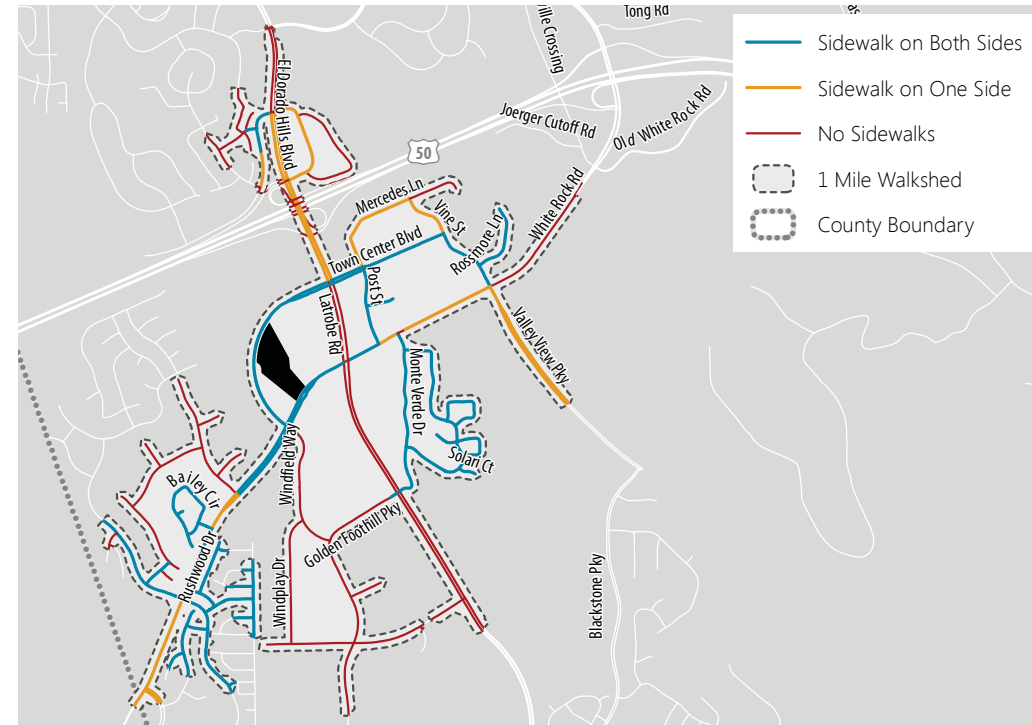 ville Crossing
Tong Rd
as
Sidewalk on Both Sides
Sidewalk on One Side
No Sidewalks
1 Mile Walkshed
County Boundary
El Dorado Hills Blvd
50
Joerger Cutoff Rd
Old White Rock Rd
Mercedes Ln
Vine St
White Rock Rd
Rossmore Ln
Town Center Blvd
Post St
Latrobe Rd
Valley View Pky
Monte Verde Dr
Solari Ct
Windfield Way
Bailey Cir
Golden Foothill Pky
Rushwood Dr
Windplay Dr
Blackstone Pky